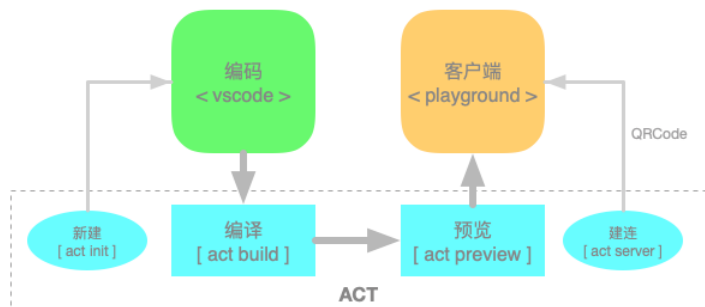 编码
< vscode >
客户端
< playground >
QRCode
新建
[ act init ]
编译
[ act build ]
预览
[ act preview ]
建连
[ act server ]
ACT